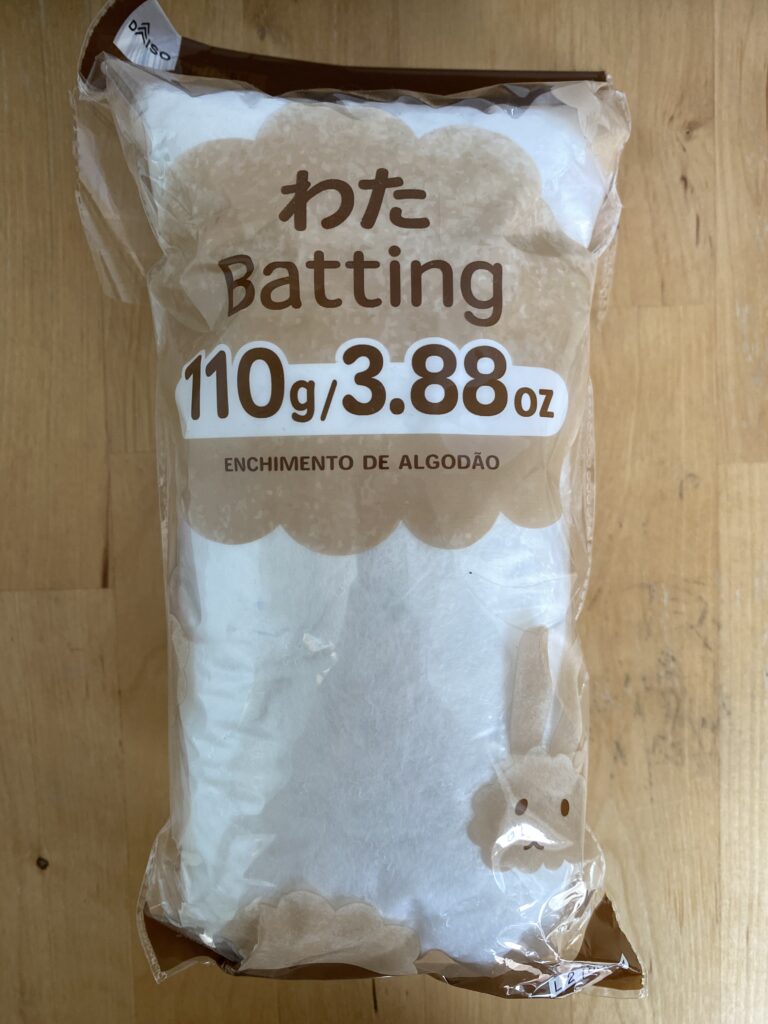 DAISO
わた
Batting
110g/3.88oz
ENCHIMENTO DE ALGODÃO